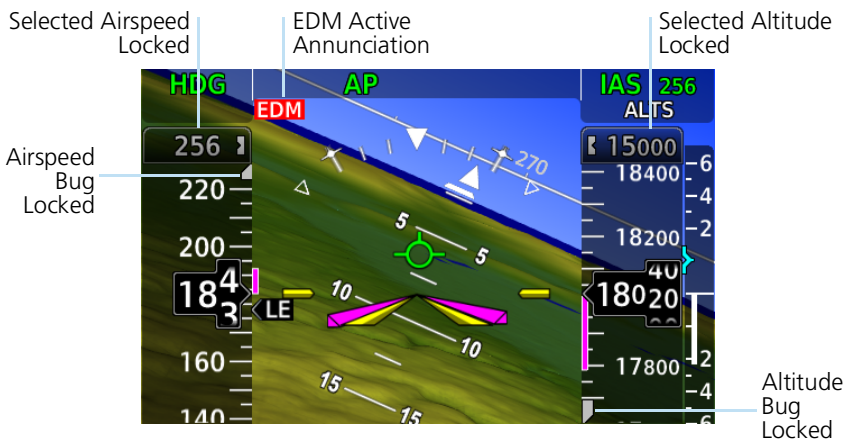 Selected Airspeed
Locked
EDM Active
Annunciation
Selected Altitude
Locked
HDG AP IAS 256
EDM ALTS
256 15000
270
Airspeed
Bug
Locked
220
200
184
3
160
140
LE
5 5
10 10
15 15
18400
18200
40
18020
17800
6
4
2
2
4
6
Altitude
Bug
Locked